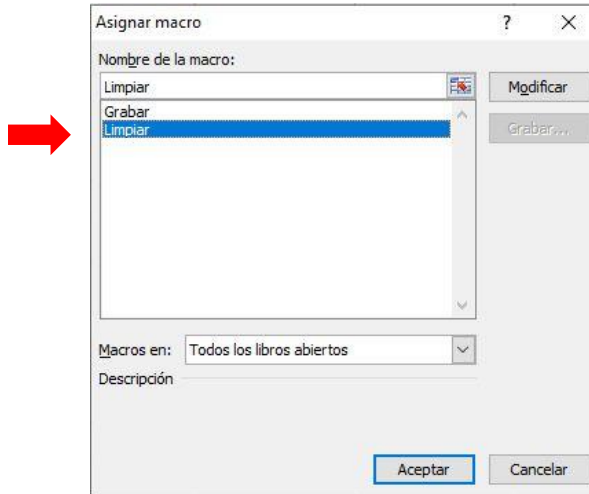 Asignar macro ? X
Nombre de la macro:
Limpiar
Modificar
Grabar
Grabar...
Limpiar
Macros en: Todos los libros abiertos
Descripción
Aceptar Cancelar